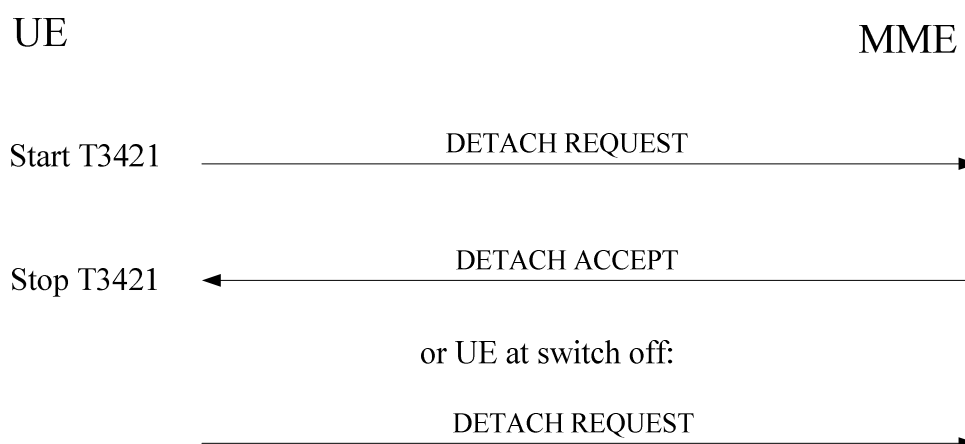 UE
MME
Start T3421
DETACH REQUEST
Stop T3421
DETACH ACCEPT
or UE at switch off:
DETACH REQUEST